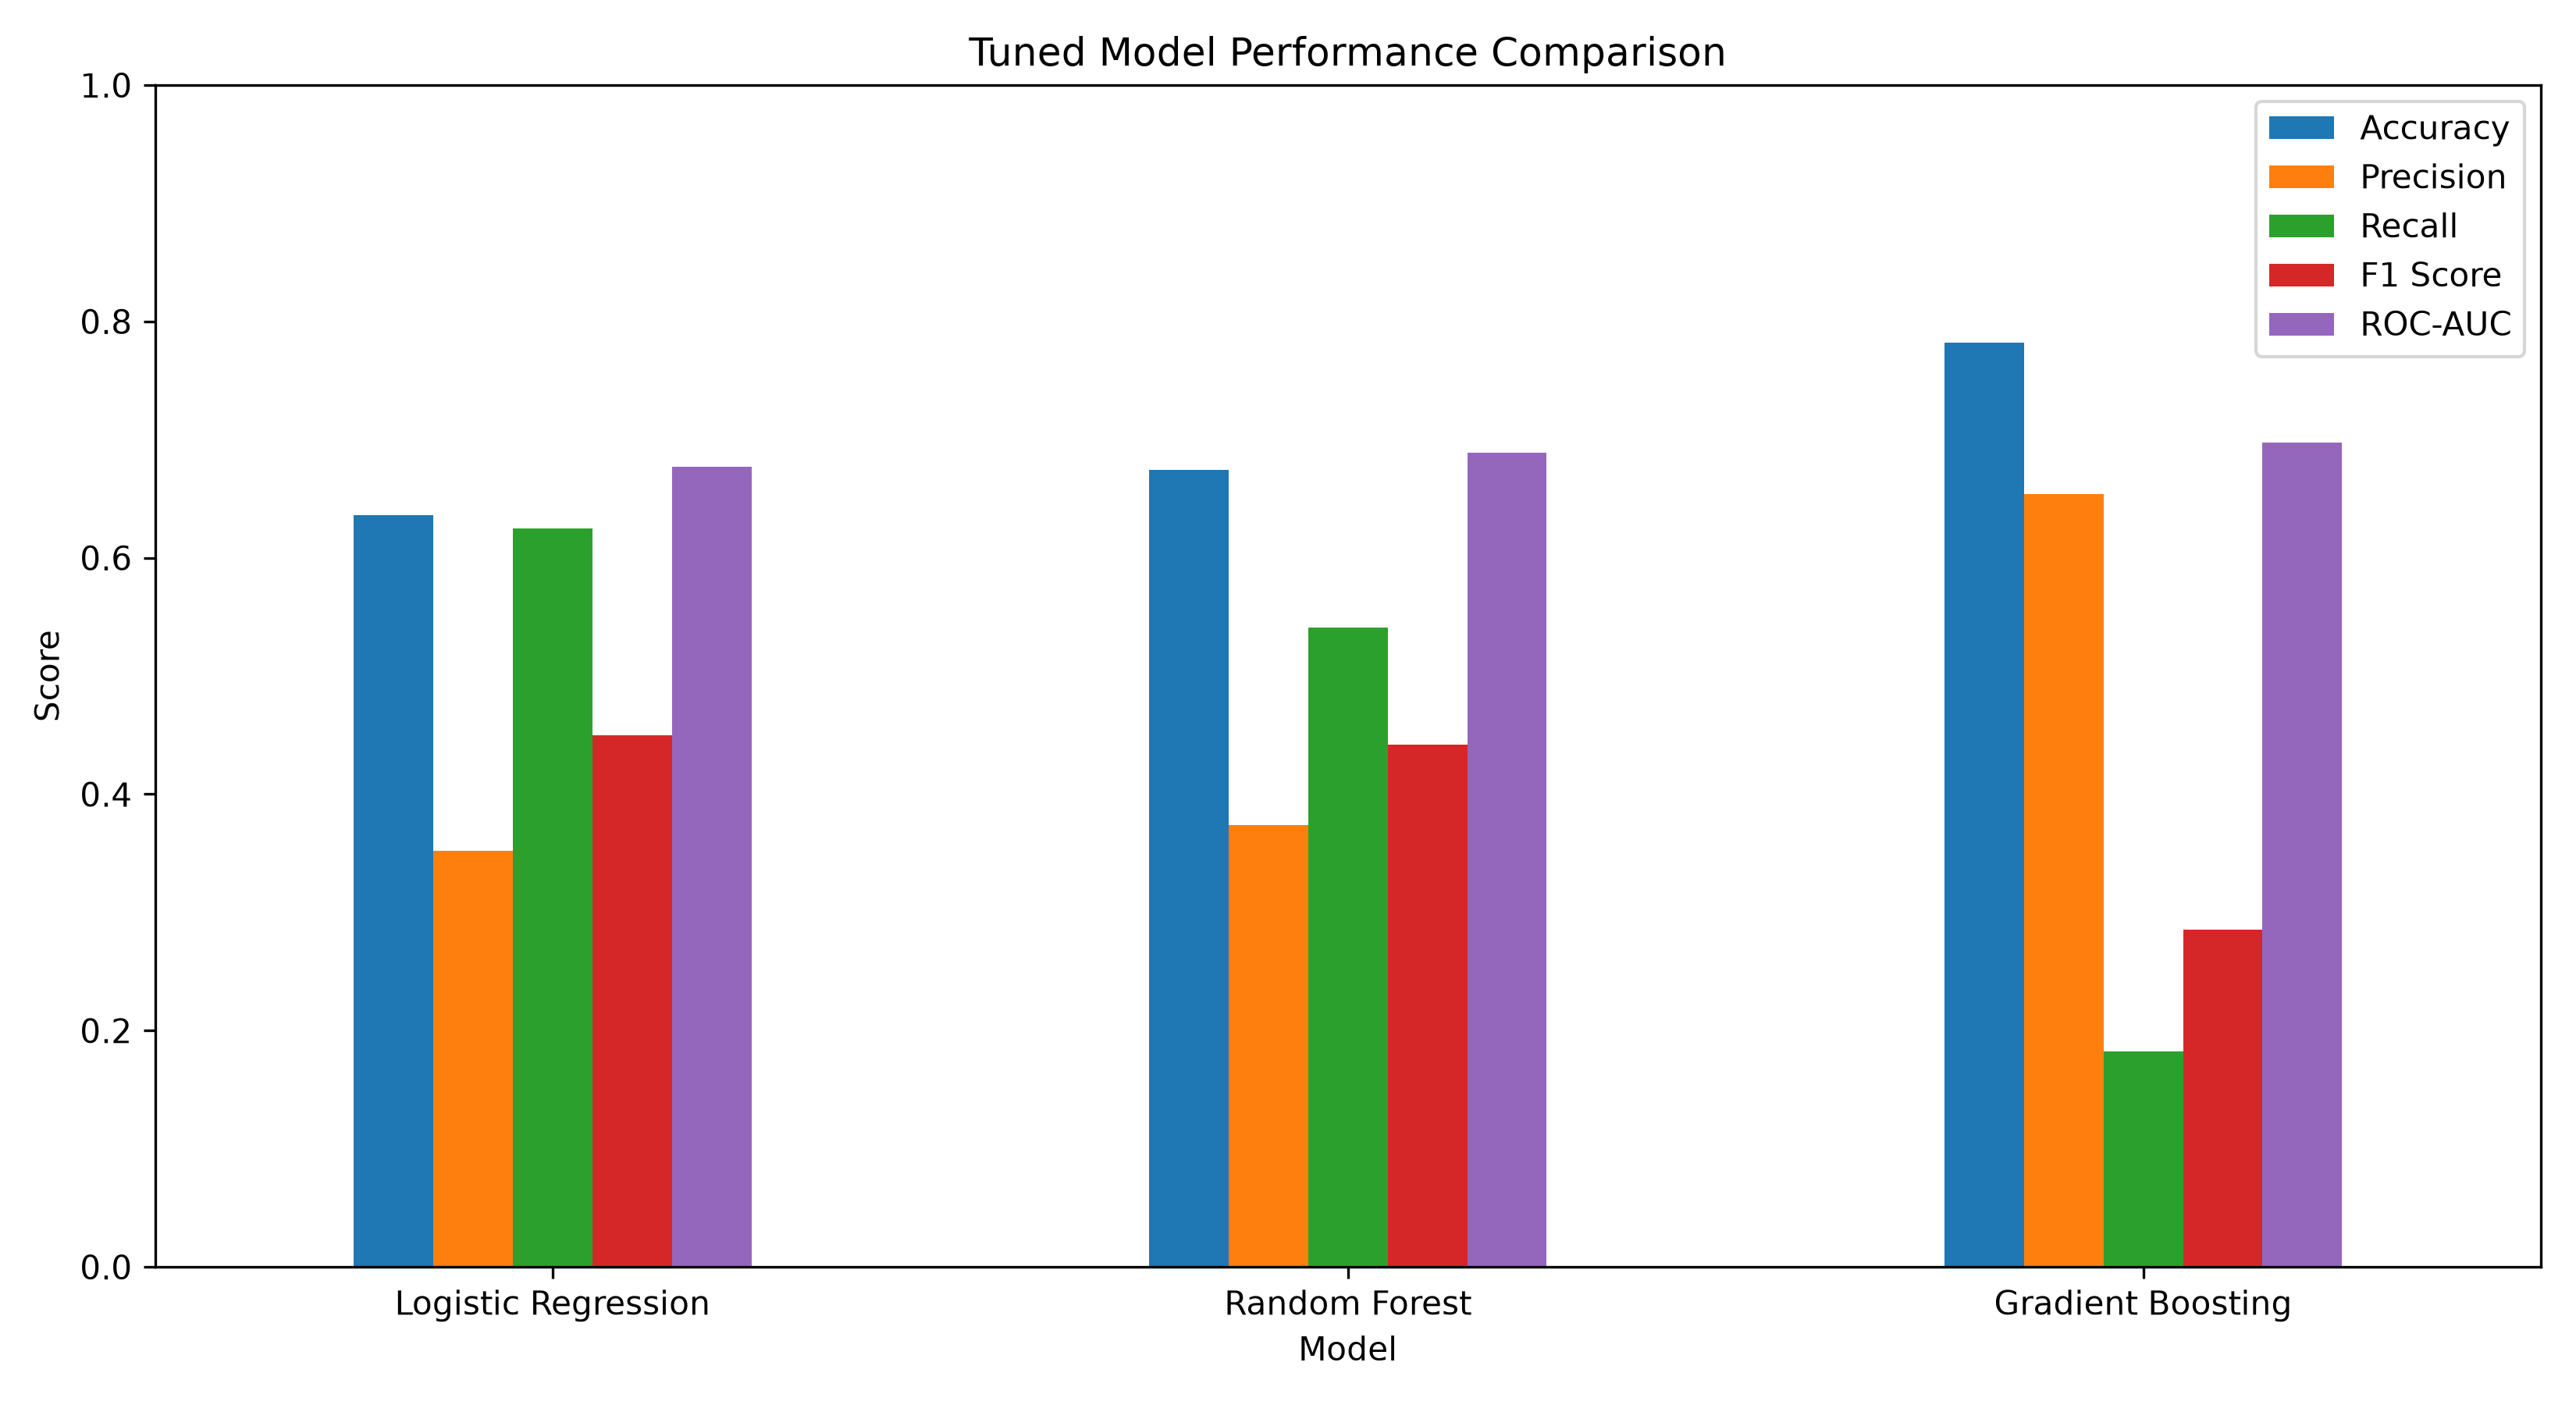 Tuned Model Performance Comparison
1.0
0.8
0.6
0.4
0.2
0.0
Score
Accuracy
Precision
Recall
F1 Score
ROC-AUC
Logistic Regression
Random Forest
Gradient Boosting
Model